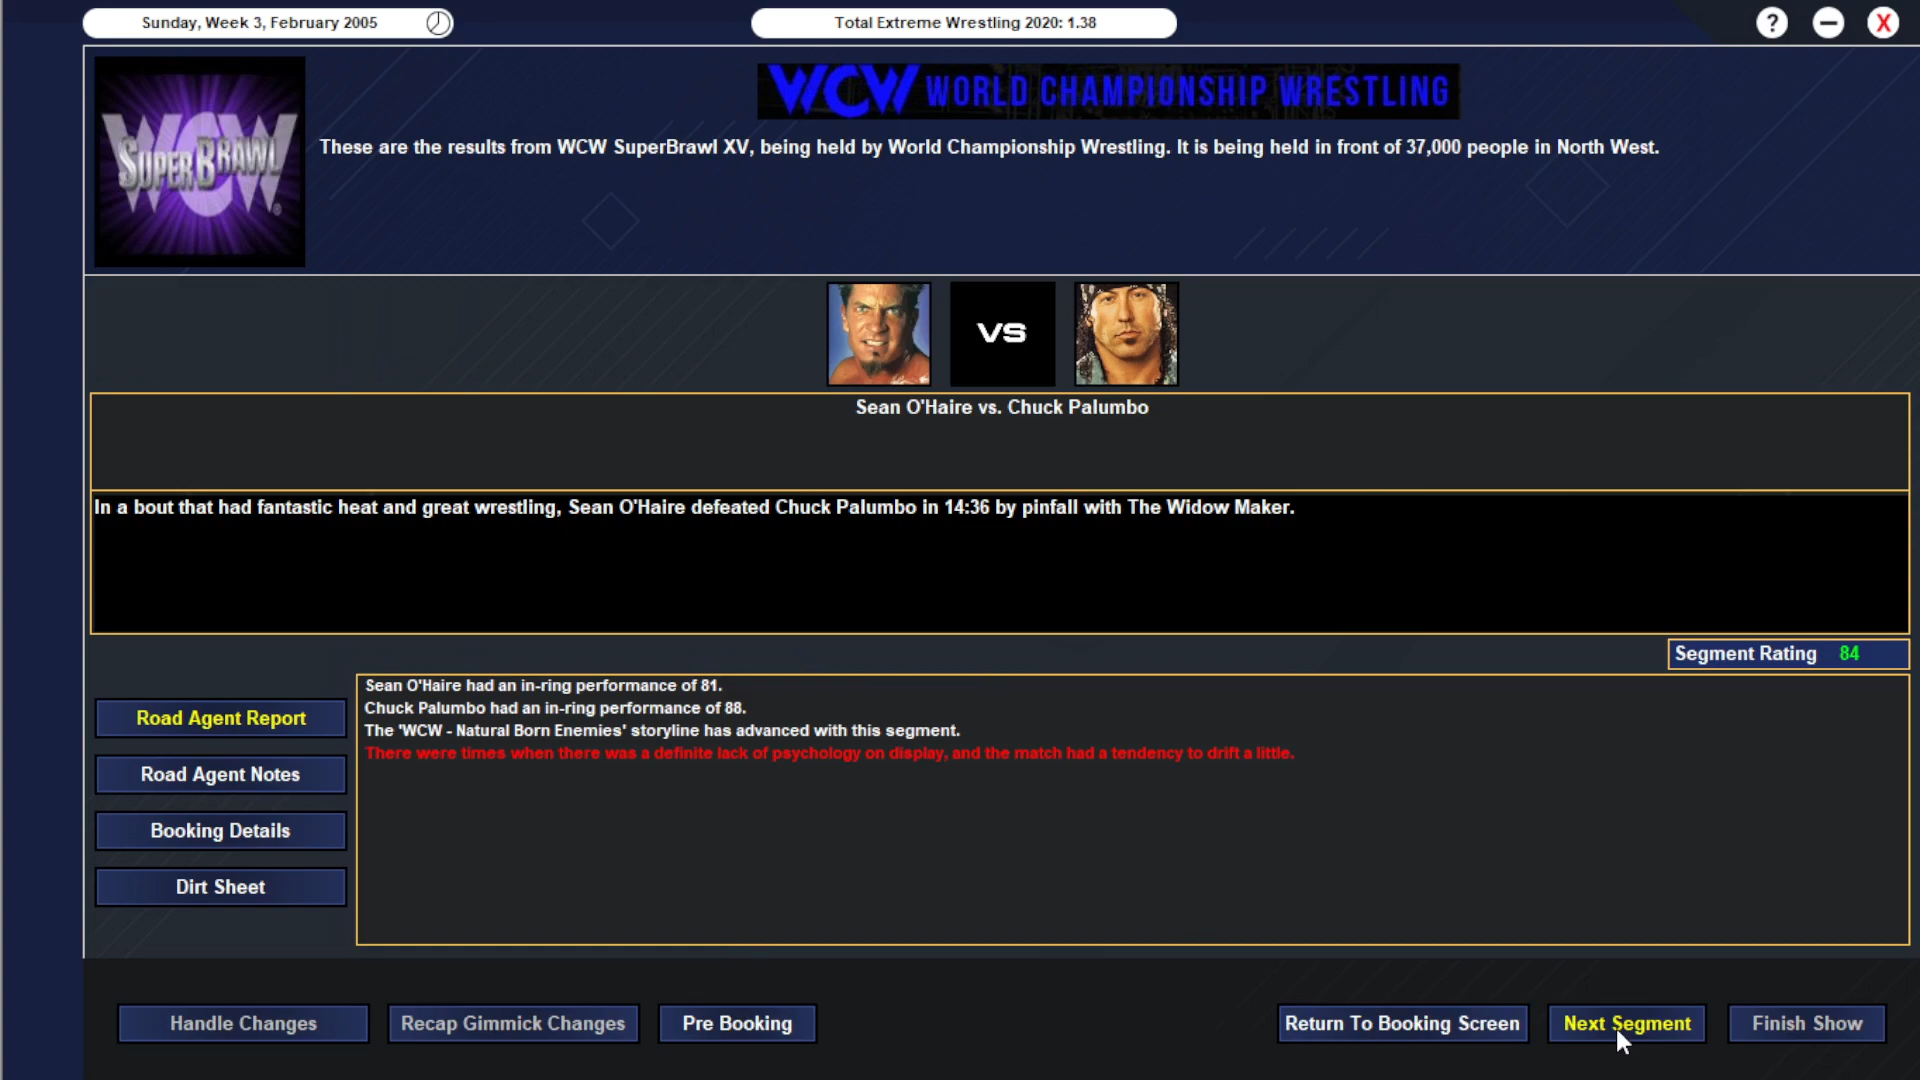 Sunday, Week 3, February 2005
Total Extreme Wrestling 2020: 1.38
?
X
WCW WORLD CHAMPIONSHIP WRESTLING
WCW
SUPERBRAWL
®
These are the results from WCW SuperBrawl XV, being held by World Championship Wrestling. It is being held in front of 37,000 people in North West.
VS
Sean O'Haire vs. Chuck Palumbo
In a bout that had fantastic heat and great wrestling, Sean O'Haire defeated Chuck Palumbo in 14:36 by pinfall with The Widow Maker.
Segment Rating 84
Sean O'Haire had an in-ring performance of 81.
Chuck Palumbo had an in-ring performance of 88.
The 'WCW - Natural Born Enemies' storyline has advanced with this segment.
There were times when there was a definite lack of psychology on display, and the match had a tendency to drift a little.
Road Agent Report
Road Agent Notes
Booking Details
Dirt Sheet
Handle Changes
Recap Gimmick Changes
Pre Booking
Return To Booking Screen
Next Segment
Finish Show